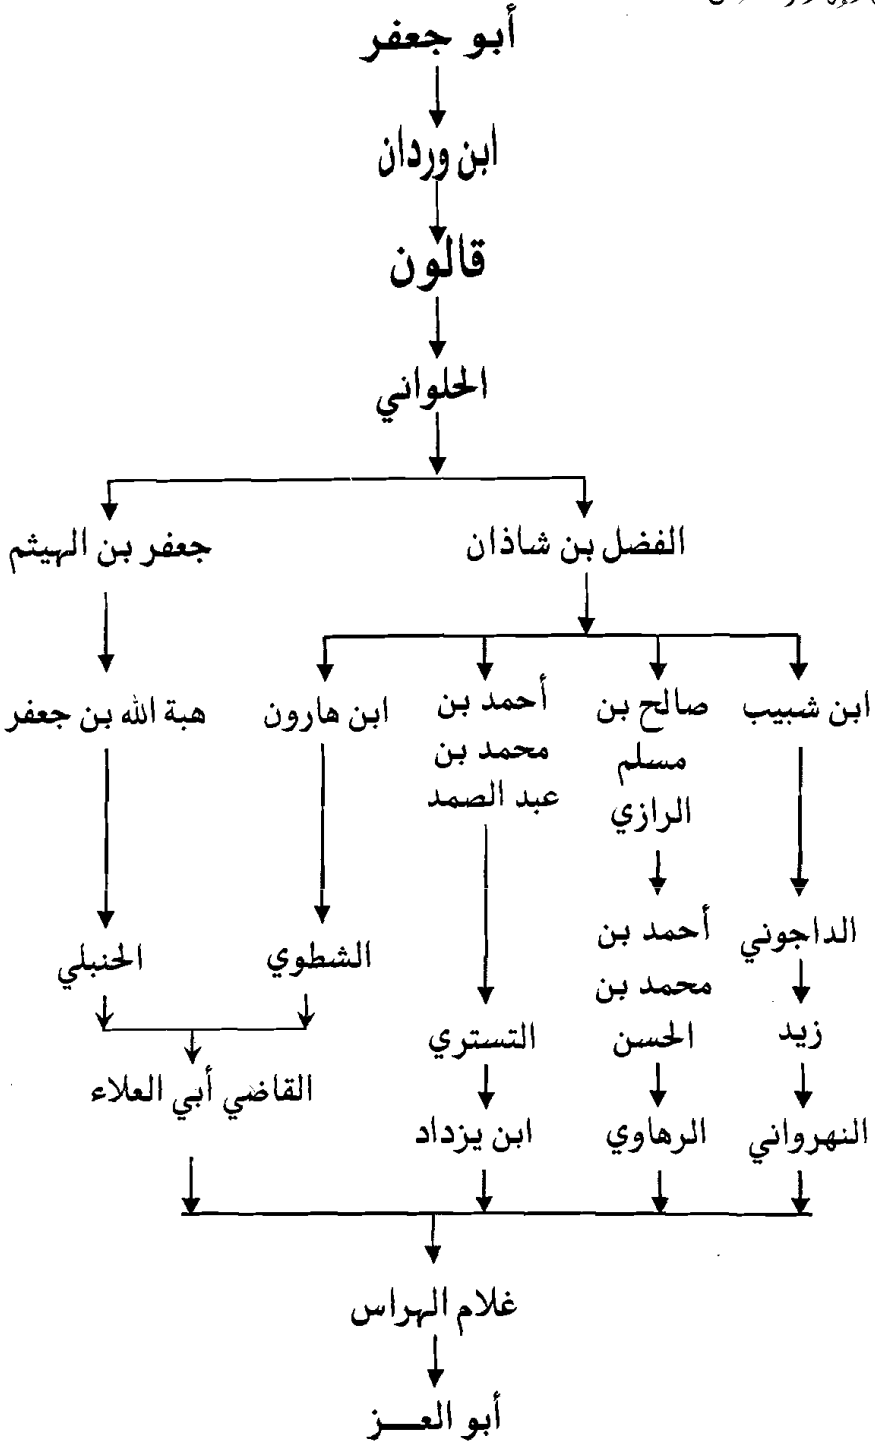 أبو جعفر
ابن وردان
قالون
الحلواني
الفضل بن شاذان
جعفر بن الهيثم
ابن شبيب
صالح بن
مسلم
الرازي
أحمد بن
محمد بن
عبد الصمد
ابن هارون
هبة الله بن جعفر
الداجوني
أحمد بن
محمد بن
الحسن
الشطوي
الحنبلي
زيد
التستري
القاضي أبي العلاء
النهرواني
الرهاوي
ابن يزداد
غلام الهراس
أبو العـــز